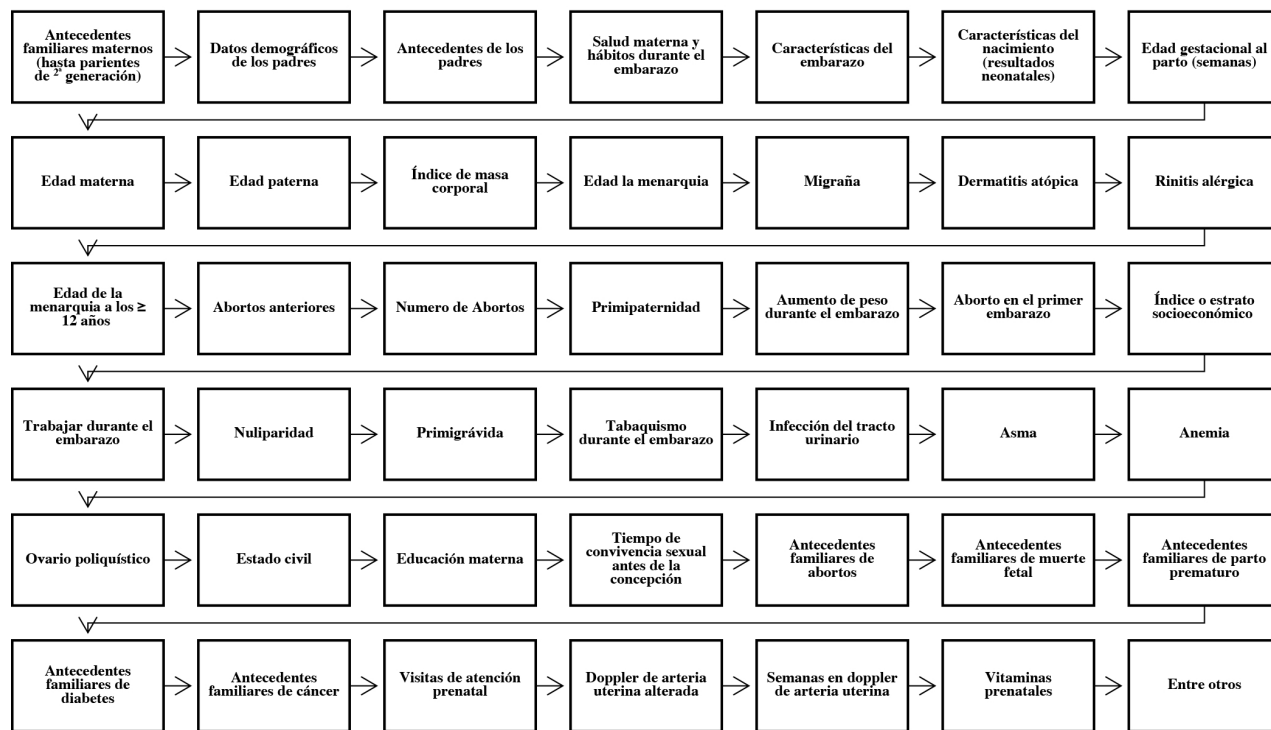 Antecedentes
familiares maternos
(hasta parientes
de 2ª generación)
Datos demográficos
de los padres
Antecedentes de los
padres
Salud materna y
hábitos durante el
embarazo
Características del
embarazo
Características del
nacimiento
(resultados
neonatales)
Edad gestacional al
parto (semanas)
Edad materna
Edad paterna
Índice de masa
corporal
Edad la menarquia
Migraña
Dermatitis atópica
Rinitis alérgica
Edad de la
menarquia a los ≥
12 años
Abortos anteriores
Numero de Abortos
Primipaternidad
Aumento de peso
durante el embarazo
Aborto en el primer
embarazo
Índice o estrato
socioeconómico
Trabajar durante el
embarazo
Nuliparidad
Primigrávida
Tabaquismo
durante el embarazo
Infección del tracto
urinario
Asma
Anemia
Ovario poliquístico
Estado civil
Educación materna
Tiempo de
convivencia sexual
antes de la
concepción
Antecedentes
familiares de
abortos
Antecedentes
familiares de muerte
fetal
Antecedentes
familiares de parto
prematuro
Antecedentes
familiares de
diabetes
Antecedentes
familiares de cáncer
Visitas de atención
prenatal
Doppler de arteria
uterina alterada
Semanas en doppler
de arteria uterina
Vitaminas
prenatales
Entre otros